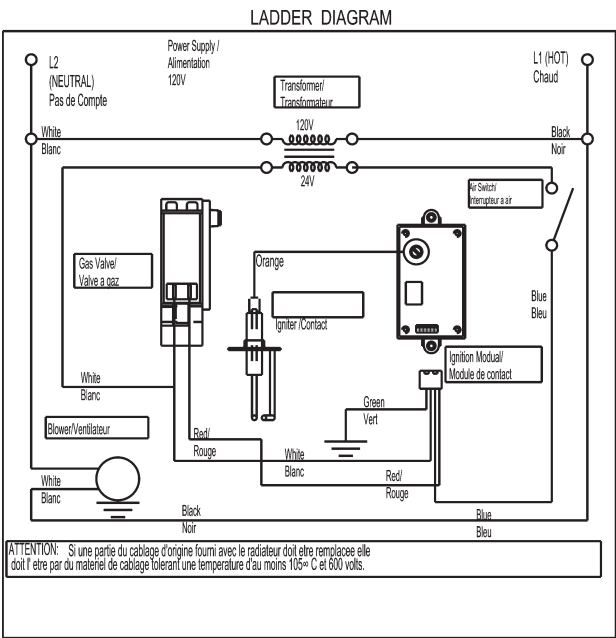 LADDER DIAGRAM
L2
(NEUTRAL)
Pas de Compte
Power Supply /
Alimentation
120V
L1 (HOT)
Chaud
Transformer/
Transformateur
120V
White
Blanc
Black
Noir
24V
Air Switch/
Interrupteur a air
Gas Valve/
Valve a gaz
Orange
Igniter /Contact
Blue
Bleu
Ignition Modual/
Module de contact
White
Blanc
Green
Vert
Blower/Ventilateur
Red/
Rouge
White
Blanc
Red/
Rouge
White
Blanc
Black
Noir
Blue
Bleu
ATTENTION: Si une partie du cablage d'origine fourni avec le radiateur doit etre remplacee elle
doit l' etre par du materiel de cablage tolerant une temperature d'au moins 105∞ C et 600 volts.